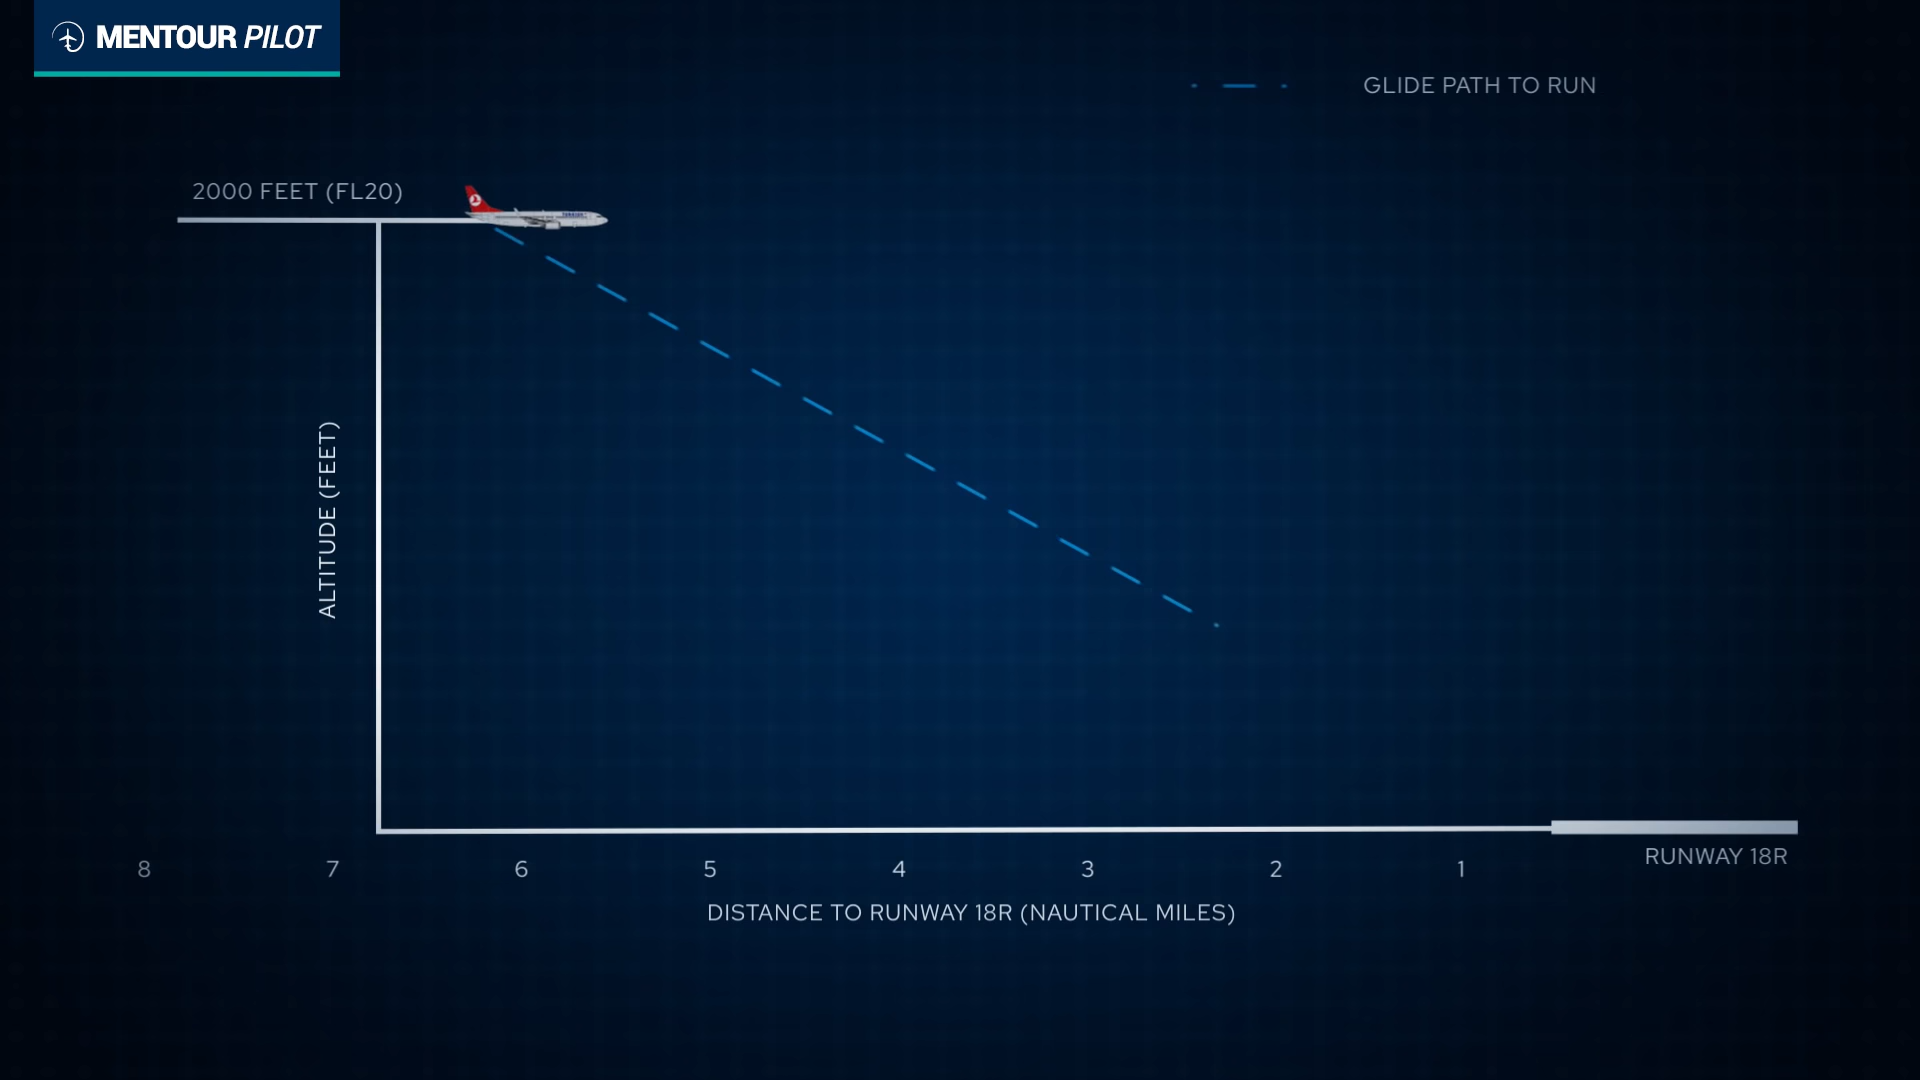 MENTOUR PILOT
GLIDE PATH TO RUN
2000 FEET (FL20)
ALTITUDE (FEET)
8 7 6 5 4 3 2 1
RUNWAY 18R
DISTANCE TO RUNWAY 18R (NAUTICAL MILES)